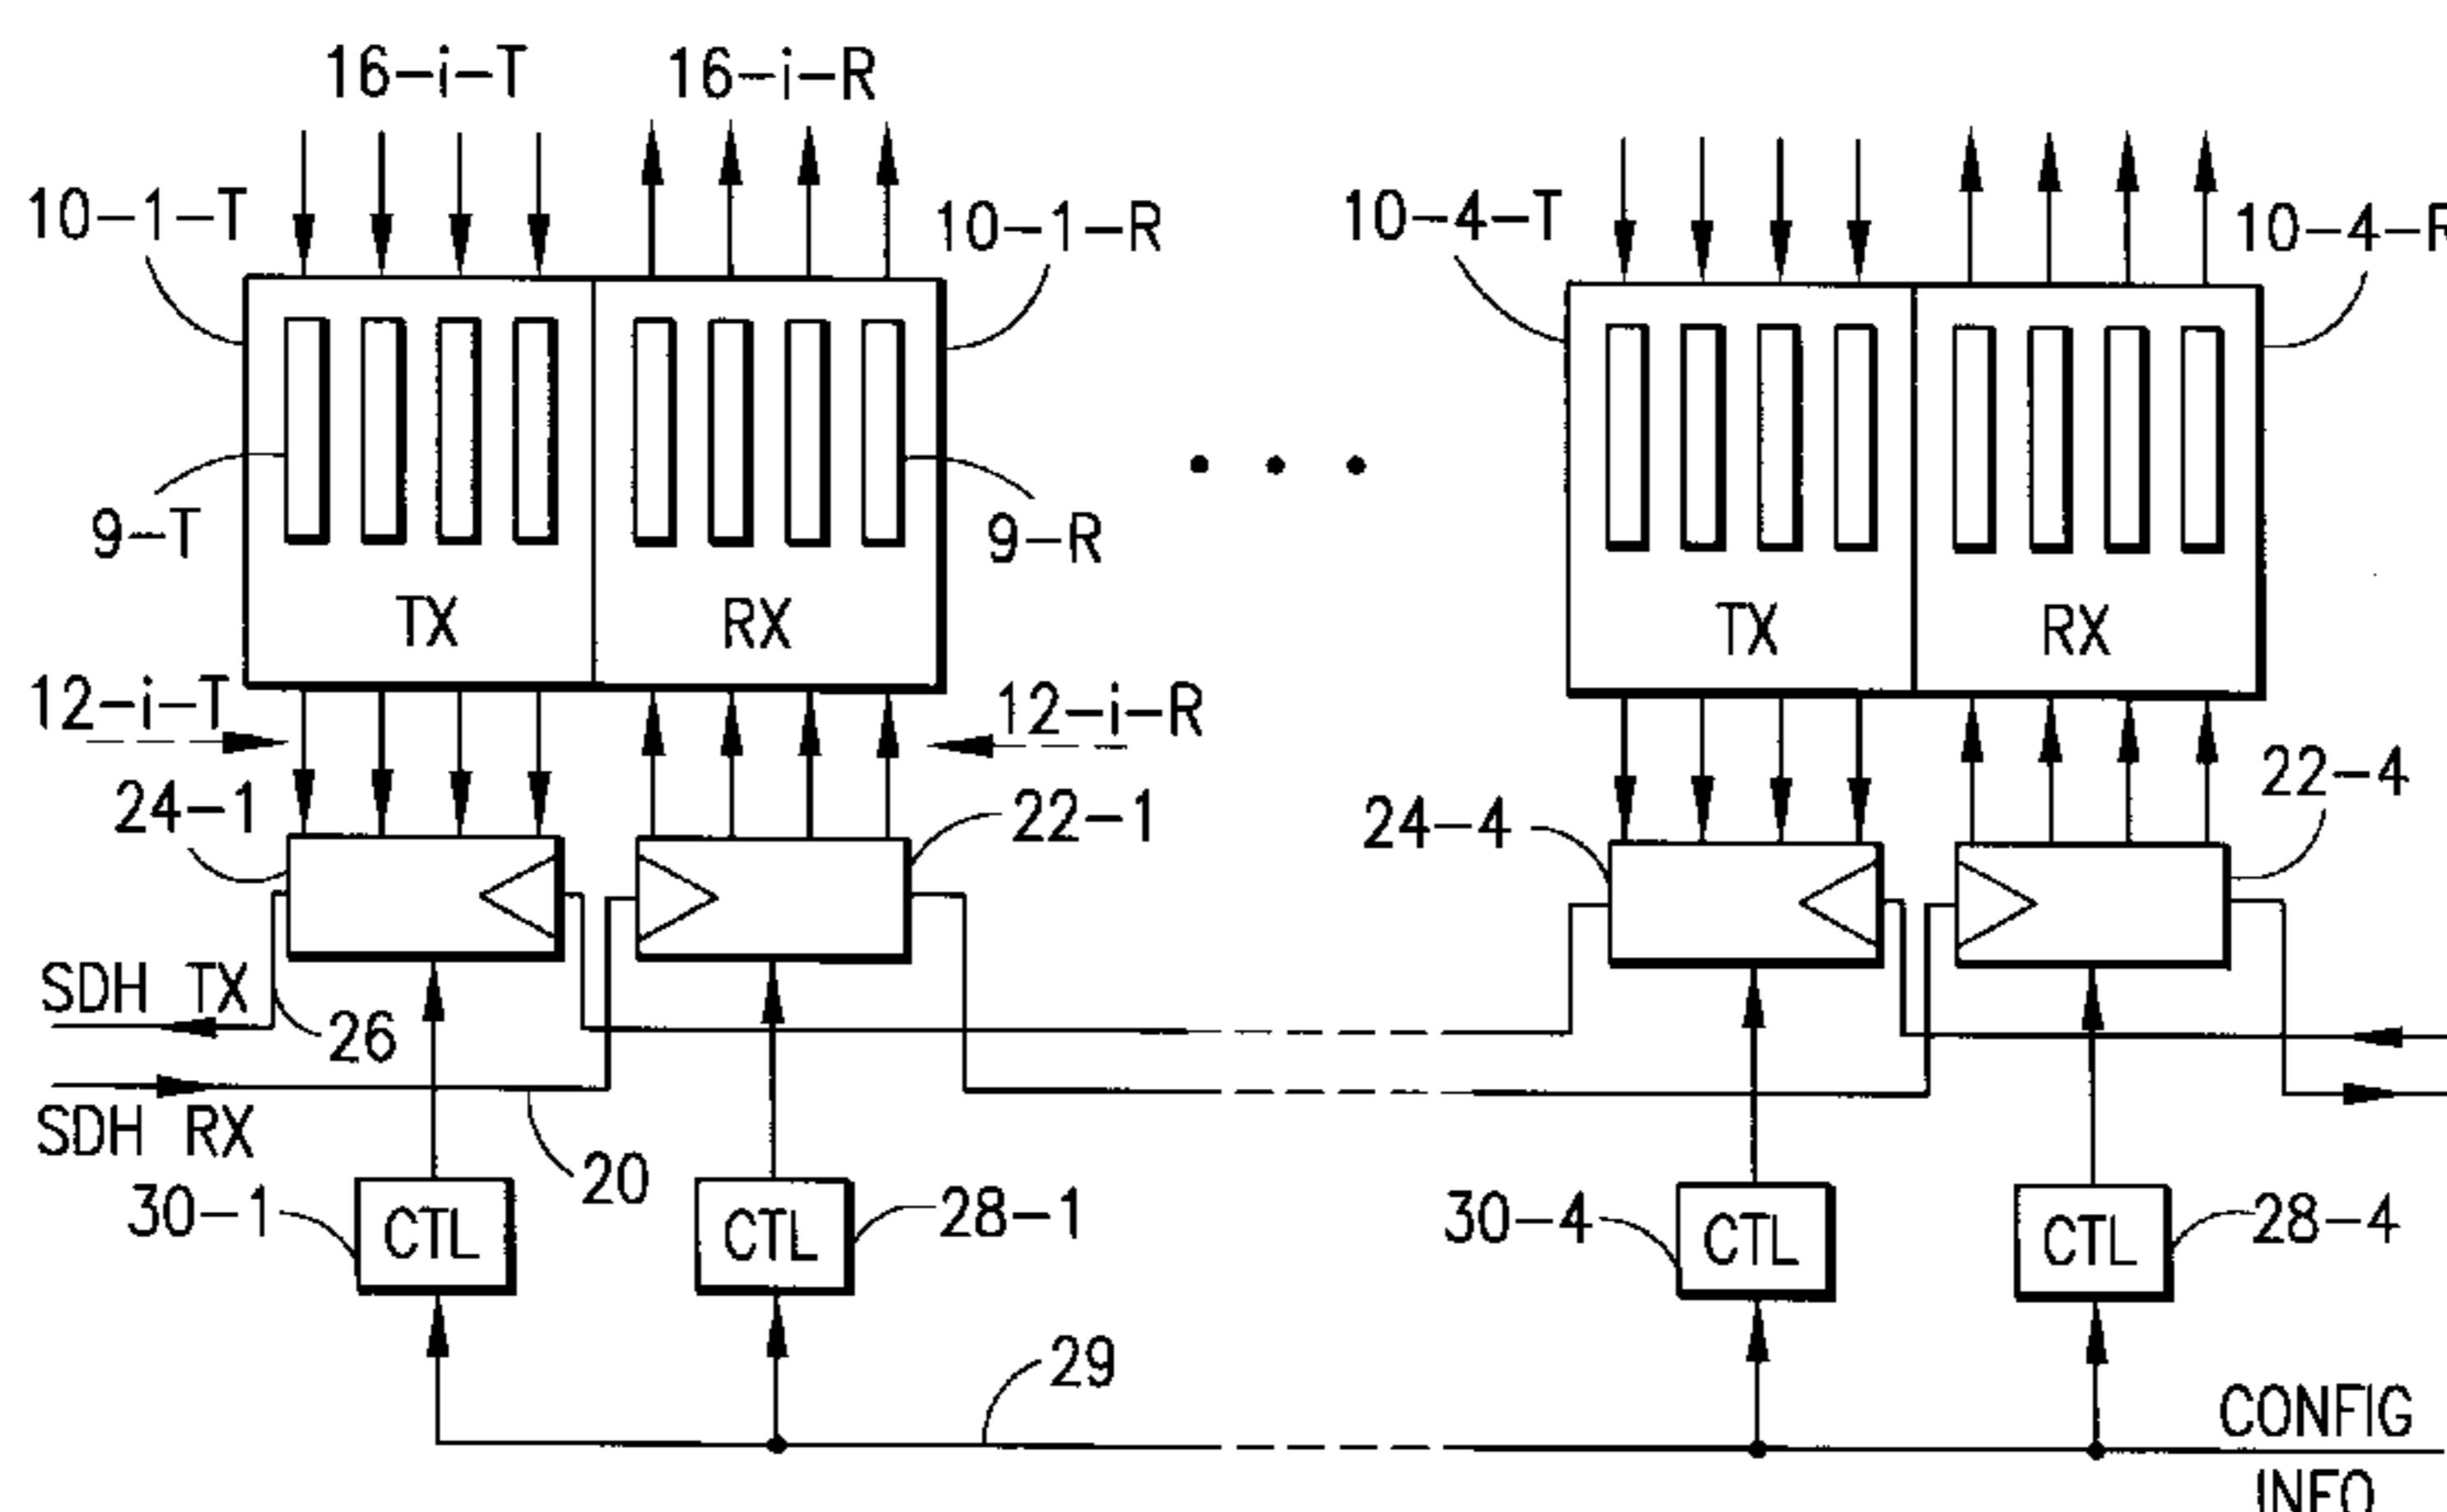 16-i-T
16-i-R
10-1-T
10-1-R
10-4-T
10-4-R
9-T
9-R
TX
RX
TX
RX
12-i-T
12-i-R
24-1
22-1
24-4
22-4
SDH TX
26
SDH RX
20
30-1
CTL
CTL
28-1
30-4
CTL
CTL
28-4
29
CONFIG
INFO